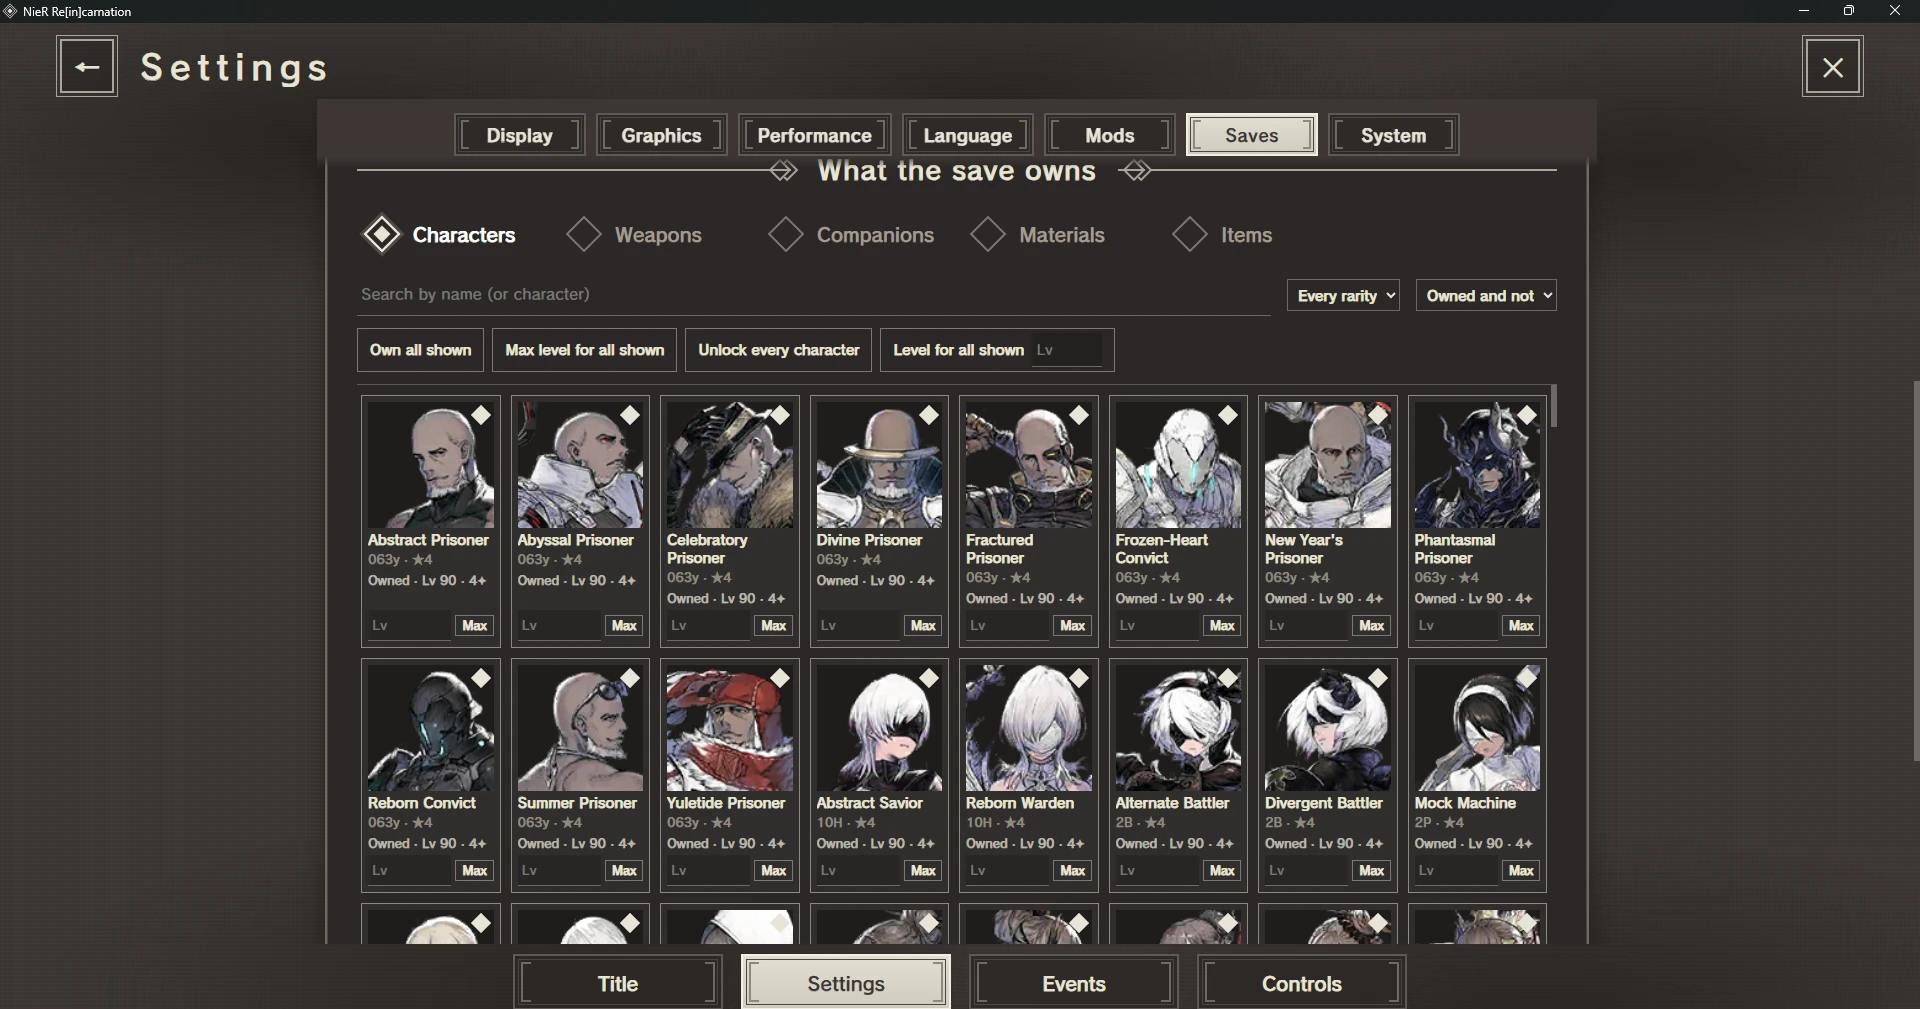 NieR Re[in]carnation
Settings
Display
Graphics
Performance
Language
Mods
Saves
System
What the save owns
Characters
Weapons
Companions
Materials
Items
Search by name (or character)
Every rarity
Owned and not
Own all shown
Max level for all shown
Unlock every character
Level for all shown Lv
Abstract Prisoner
063y · ★4
Owned · Lv 90 · 4✦
Lv
Max
Abyssal Prisoner
063y · ★4
Owned · Lv 90 · 4✦
Lv
Max
Celebratory
Prisoner
063y · ★4
Owned · Lv 90 · 4✦
Lv
Max
Divine Prisoner
063y · ★4
Owned · Lv 90 · 4✦
Lv
Max
Fractured
Prisoner
063y · ★4
Owned · Lv 90 · 4✦
Lv
Max
Frozen-Heart
Convict
063y · ★4
Owned · Lv 90 · 4✦
Lv
Max
New Year's
Prisoner
063y · ★4
Owned · Lv 90 · 4✦
Lv
Max
Phantasmal
Prisoner
063y · ★4
Owned · Lv 90 · 4✦
Lv
Max
Reborn Convict
063y · ★4
Owned · Lv 90 · 4✦
Lv
Max
Summer Prisoner
063y · ★4
Owned · Lv 90 · 4✦
Lv
Max
Yuletide Prisoner
063y · ★4
Owned · Lv 90 · 4✦
Lv
Max
Abstract Savior
10H · ★4
Owned · Lv 90 · 4✦
Lv
Max
Reborn Warden
10H · ★4
Owned · Lv 90 · 4✦
Lv
Max
Alternate Battler
2B · ★4
Owned · Lv 90 · 4✦
Lv
Max
Divergent Battler
2B · ★4
Owned · Lv 90 · 4✦
Lv
Max
Mock Machine
2P · ★4
Owned · Lv 90 · 4✦
Lv
Max
Title
Settings
Events
Controls